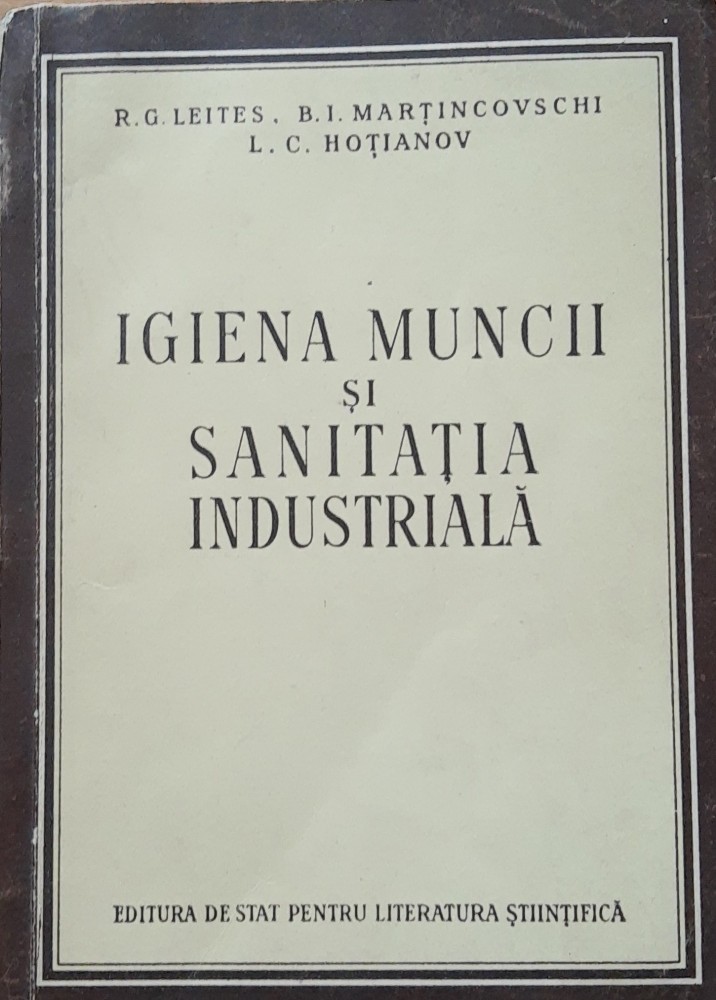 R.G. LEITES, B.I. MARȚINCOVSCHI
L. C. HOȚIANOV
IGIENA MUNCII
ȘI
SANITAȚIA
INDUSTRIALĂ
EDITURA DE STAT PENTRU LITERATURA ȘTIINȚIFICĂ